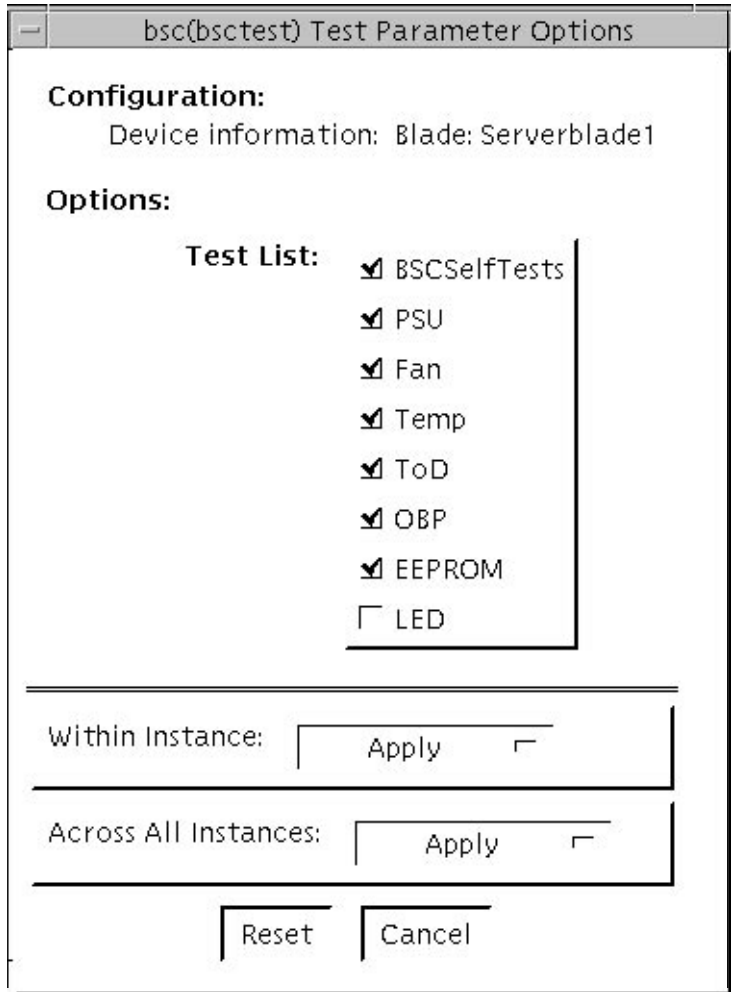 bsc(bsctest) Test Parameter Options
Configuration:
Device information: Blade: Serverblade1
Options:
Test List:
BSCSelfTests
PSU
Fan
Temp
ToD
OBP
EEPROM
LED
Within Instance: Apply
Across All Instances: Apply
Reset Cancel